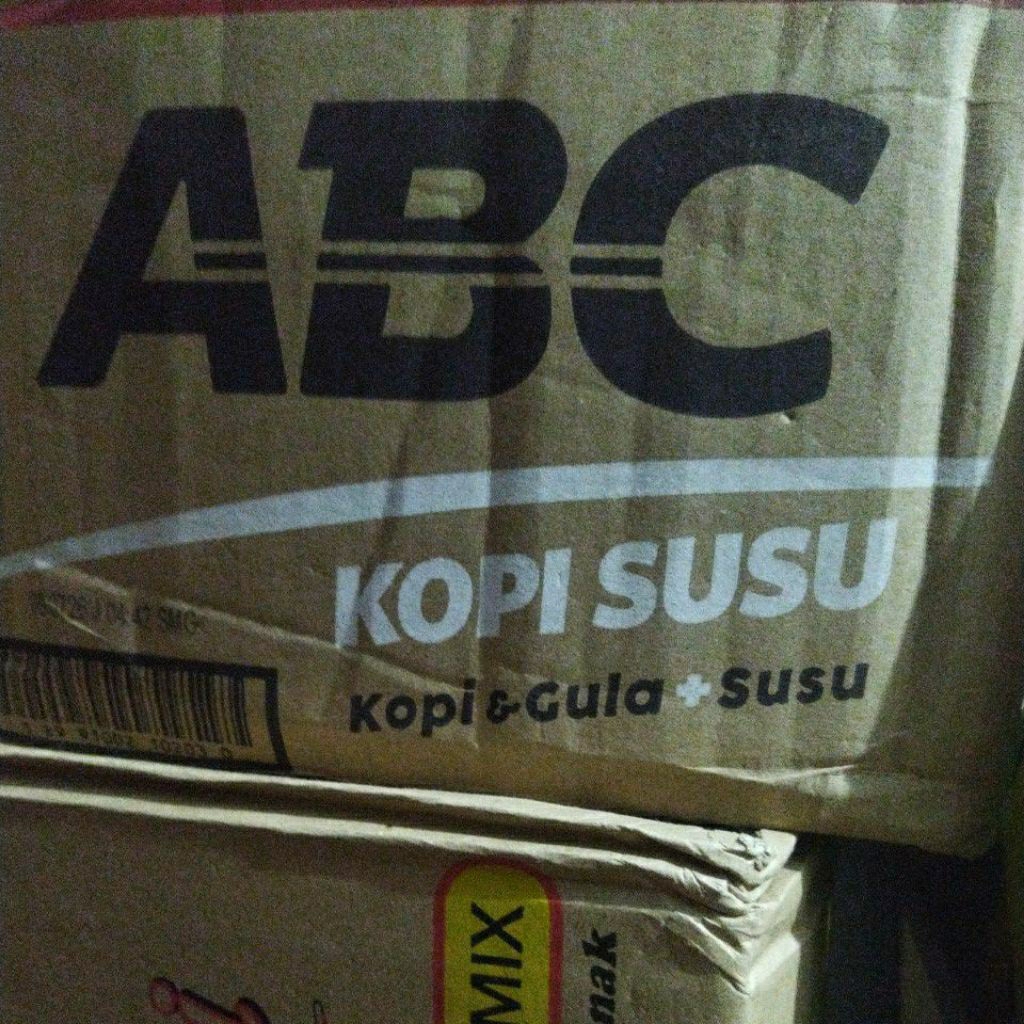 ABC
KOPI SUSU
Kopi & Gula + Susu
MIX